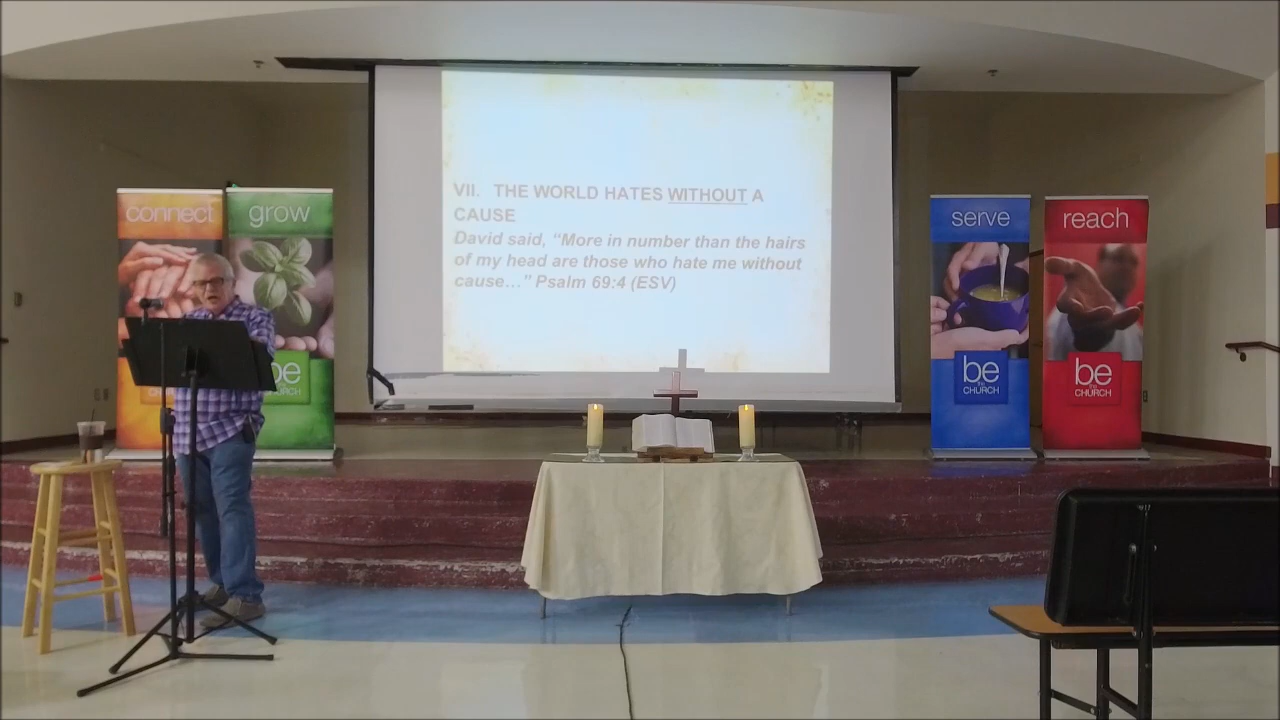 VII. THE WORLD HATES WITHOUT A
CAUSE
David said, “More in number than the hairs
of my head are those who hate me without
cause…” Psalm 69:4 (ESV)
connect
grow
serve
reach
be
CHURCH
be
CHURCH
be
CHURCH